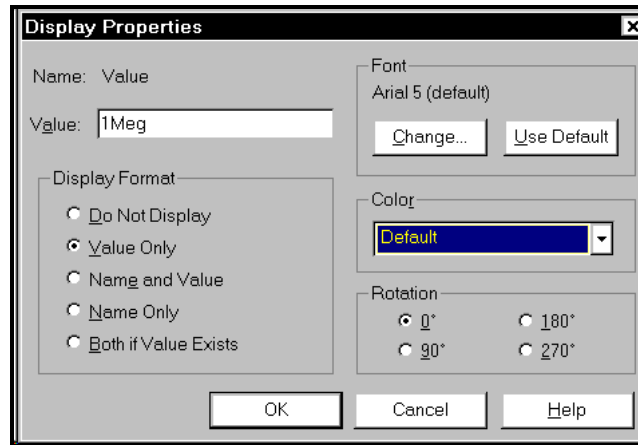 Display Properties
Name: Value
Value: 1Meg
Display Format
Do Not Display
Value Only
Name and Value
Name Only
Both if Value Exists
Font
Arial 5 (default)
Change... Use Default
Color
Default
Rotation
0° 180°
90° 270°
OK Cancel Help